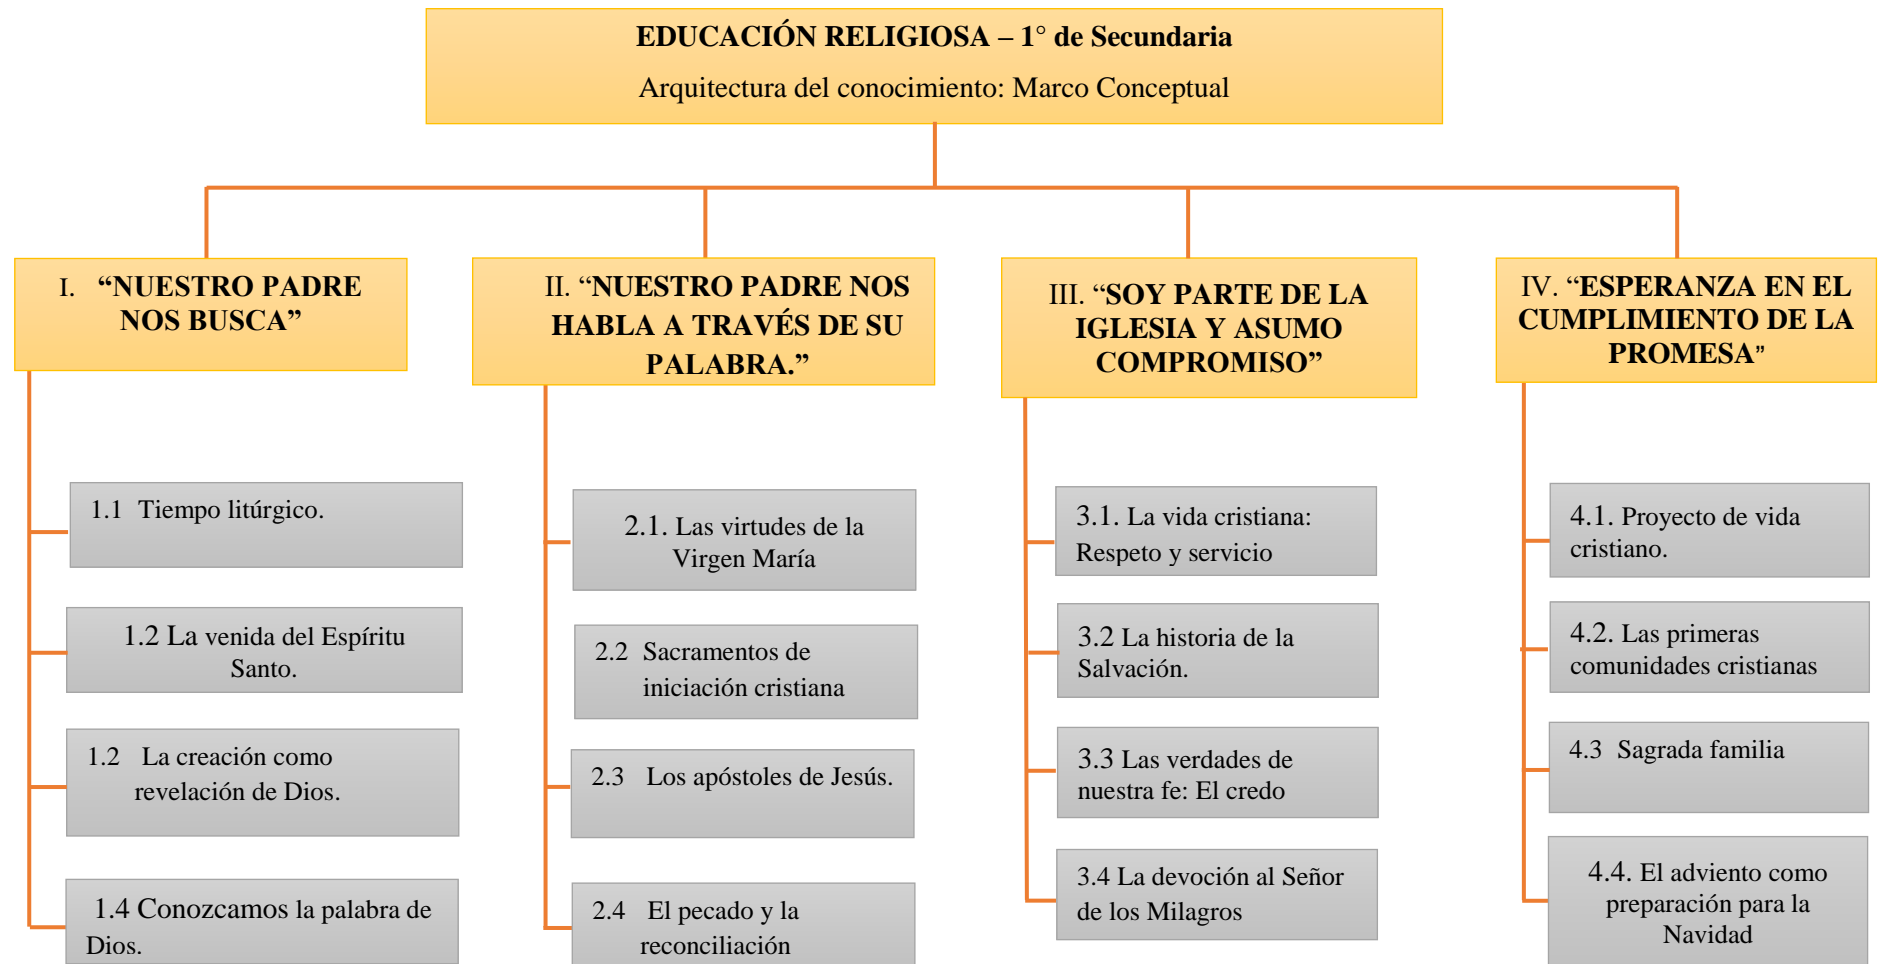 EDUCACIÓN RELIGIOSA – 1° de Secundaria
Arquitectura del conocimiento: Marco Conceptual
I. “NUESTRO PADRE
NOS BUSCA”
1.1 Tiempo litúrgico.
1.2 La venida del Espíritu
Santo.
1.2 La creación como
revelación de Dios.
1.4 Conozcamos la palabra de
Dios.
II. “NUESTRO PADRE NOS
HABLA A TRAVÉS DE SU
PALABRA.”
2.1. Las virtudes de la
Virgen María
2.2 Sacramentos de
iniciación cristiana
2.3 Los apóstoles de Jesús.
2.4 El pecado y la
reconciliación
III. “SOY PARTE DE LA
IGLESIA Y ASUMO
COMPROMISO”
3.1. La vida cristiana:
Respeto y servicio
3.2 La historia de la
Salvación.
3.3 Las verdades de
nuestra fe: El credo
3.4 La devoción al Señor
de los Milagros
IV. “ESPERANZA EN EL
CUMPLIMIENTO DE LA
PROMESA”
4.1. Proyecto de vida
cristiano.
4.2. Las primeras
comunidades cristianas
4.3 Sagrada familia
4.4. El adviento como
preparación para la
Navidad